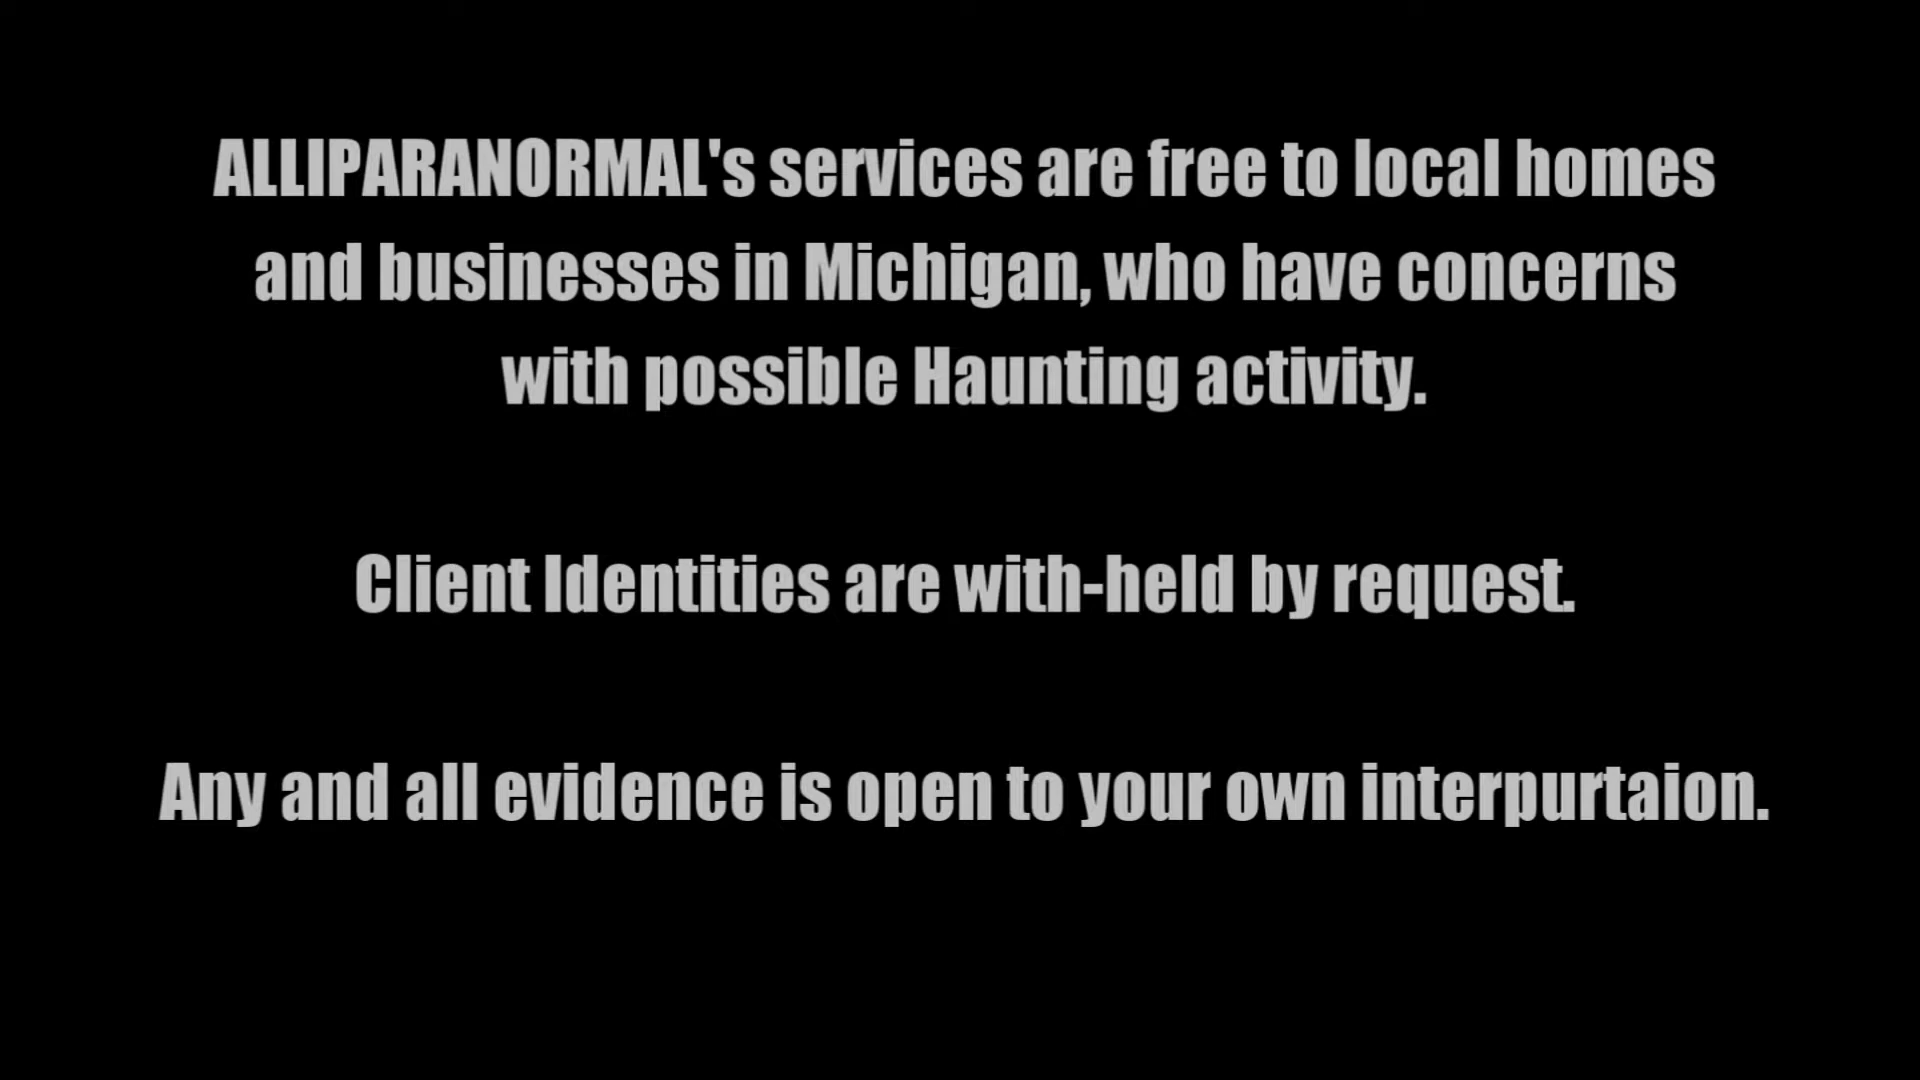 ALLIPARANORMAL's services are free to local homes
and businesses in Michigan, who have concerns
with possible Haunting activity.
Client Identities are with-held by request.
Any and all evidence is open to your own interpurtaion.